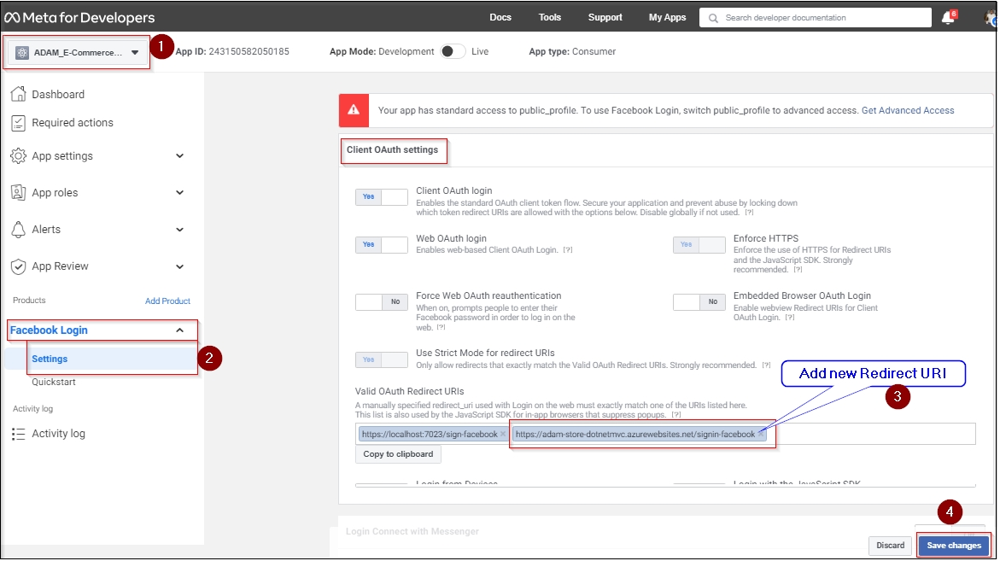 Meta for Developers
Docs
Tools
Support
My Apps
Search developer documentation
6
ADAM_E-Commerce...
1
App ID: 243150582050185
App Mode: Development
Live
App type: Consumer
Dashboard
Required actions
App settings
App roles
Alerts
App Review
Products
Add Product
Facebook Login
Settings
2
Quickstart
Activity log
Activity log
Your app has standard access to public_profile. To use Facebook Login, switch public_profile to advanced access. Get Advanced Access
Client OAuth settings
Yes
Client OAuth login
Enables the standard OAuth client token flow. Secure your application and prevent abuse by locking down
which token redirect URIs are allowed with the options below. Disable globally if not used. [?]
Yes
Web OAuth login
Enables web-based Client OAuth Login. [?]
Yes
Enforce HTTPS
Enforce the use of HTTPS for Redirect URIs
and the JavaScript SDK. Strongly
recommended. [?]
No
Force Web OAuth reauthentication
When on, prompts people to enter their
Facebook password in order to log in on the
web. [?]
No
Embedded Browser OAuth Login
Enable webview Redirect URIs for Client
OAuth Login. [?]
Yes
Use Strict Mode for redirect URIs
Only allow redirects that exactly match the Valid OAuth Redirect URIs. Strongly recommended. [?]
Add new Redirect URI
3
Valid OAuth Redirect URIs
A manually specified redirect_uri used with Login on the web must exactly match one of the URIs listed here.
This list is also used by the JavaScript SDK for in-app browsers that suppress popups. [?]
https://localhost:7023/sign-facebook ×
https://adam-store-dotnetmvc.azurewebsites.net/signin-facebook ×
Copy to clipboard
Login from Devices
Login with the JavaScript SDK
Login Connect with Messenger
4
Discard
Save changes